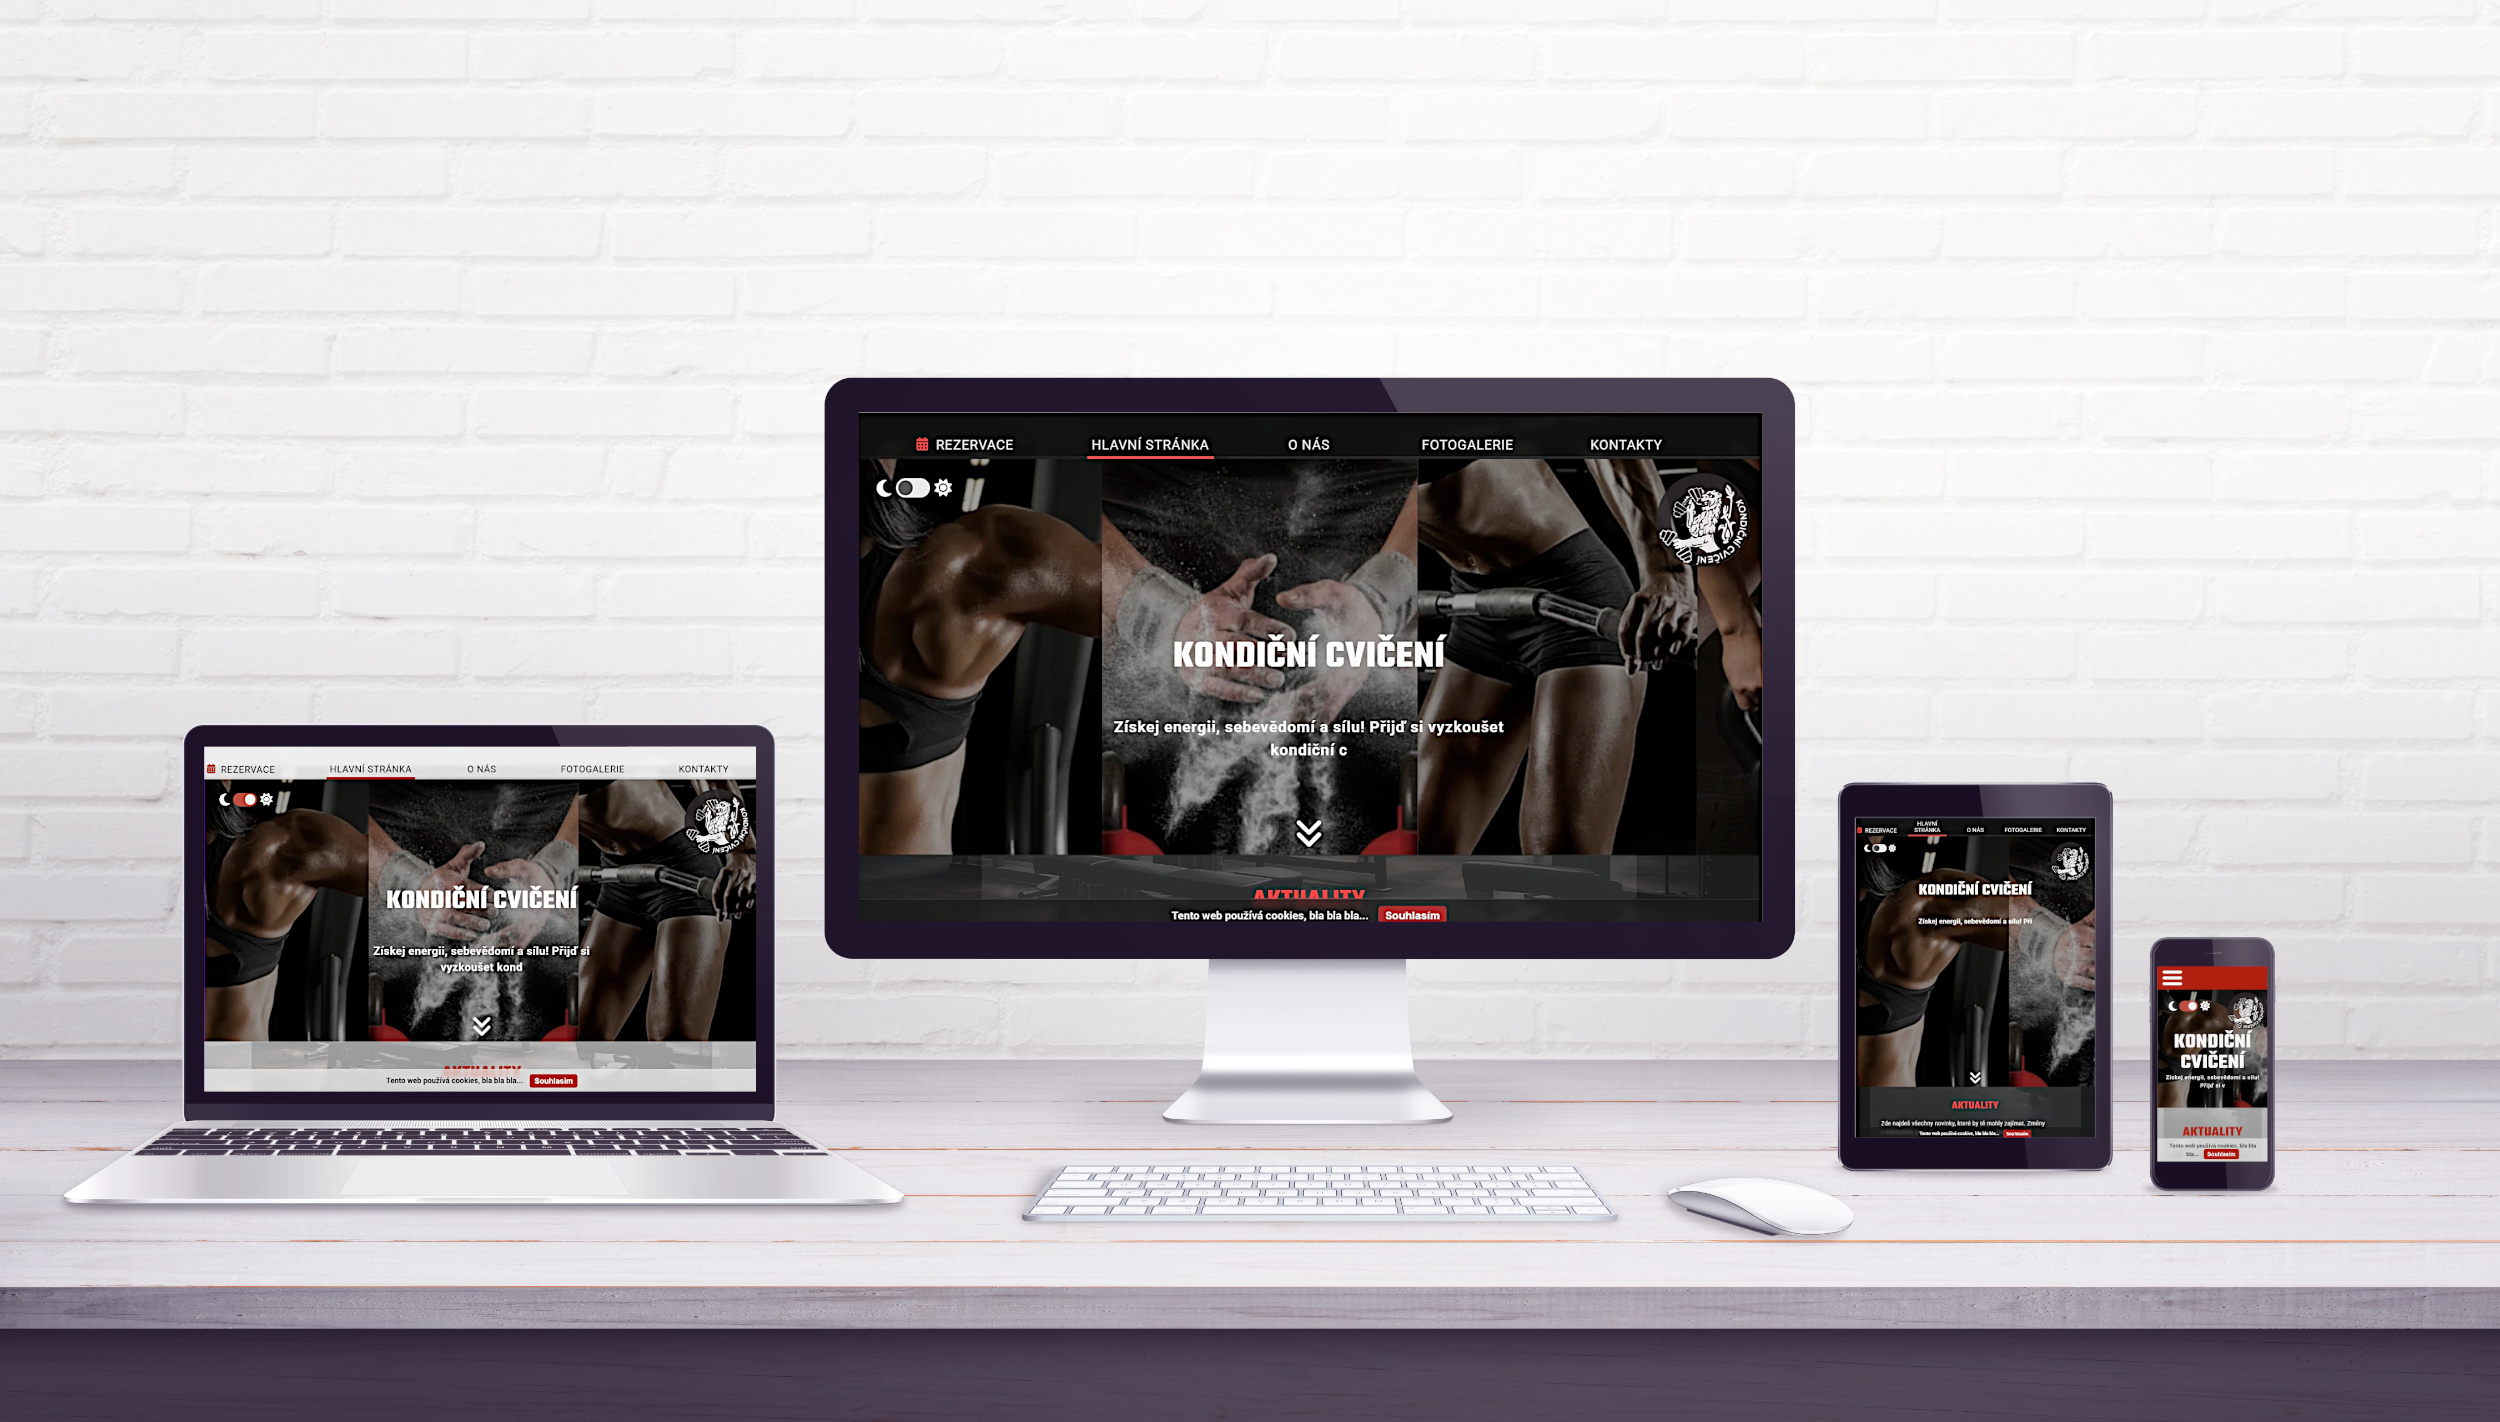 REZERVACE HLAVNÍ STRÁNKA O NÁS FOTOGALERIE KONTAKTY
KONDIČNÍ CVIČENÍ
KONDIČNÍ CVIČENÍ
Získej energii, sebevědomí a sílu! Přijď si vyzkoušet
kondiční c
AKTUALITY
Tento web používá cookies, bla bla bla... Souhlasím
REZERVACE HLAVNÍ STRÁNKA O NÁS FOTOGALERIE KONTAKTY
KONDIČNÍ CVIČENÍ
KONDIČNÍ CVIČENÍ
Získej energii, sebevědomí a sílu! Přijď si
vyzkoušet kond
AKTUALITY
Tento web používá cookies, bla bla bla... Souhlasím
REZERVACE HLAVNÍ STRÁNKA O NÁS FOTOGALERIE KONTAKTY
KONDIČNÍ CVIČENÍ
Získej energii, sebevědomí a sílu! Při
AKTUALITY
Zde najdeš všechny novinky, které by tě mohly zajímat. Změny
Tento web používá cookies, bla bla bla... Souhlasím
KONDIČNÍ
CVIČENÍ
Získej energii, sebevědomí a sílu!
Přijď si v
AKTUALITY
Tento web používá cookies, bla bla
bla... Souhlasím